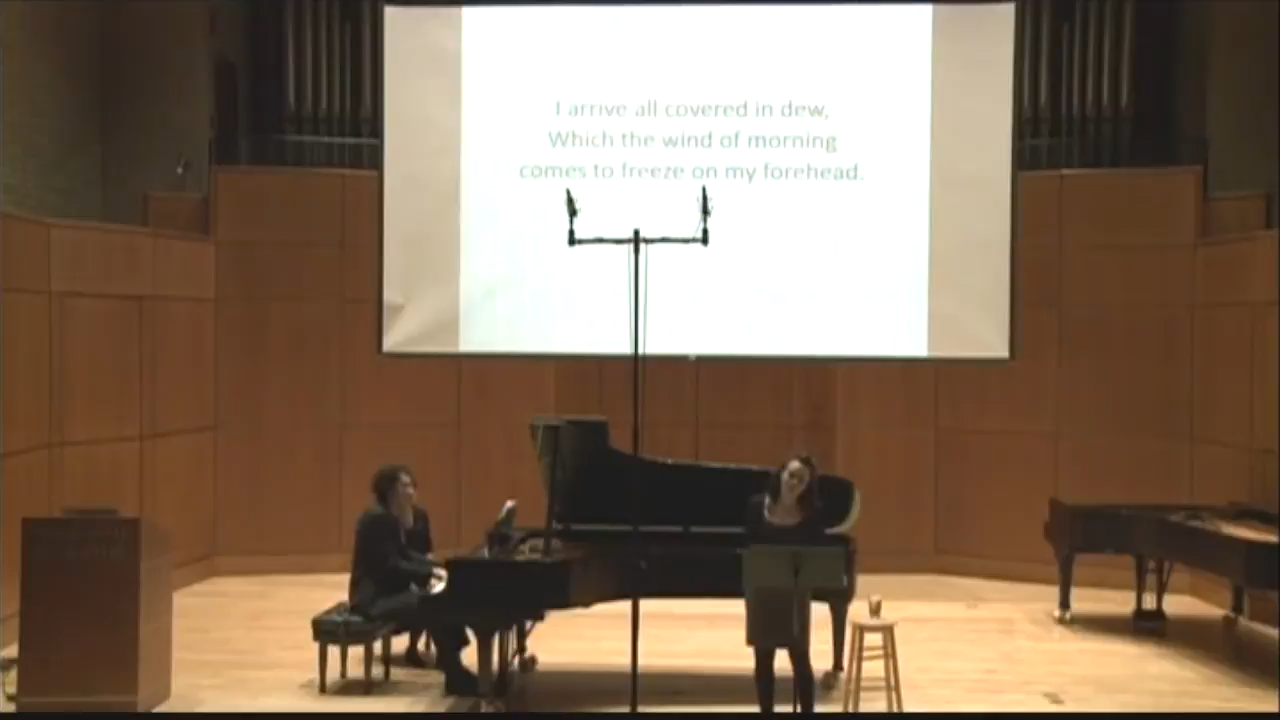 I arrive all covered in dew,
Which the wind of morning
comes to freeze on my forehead.